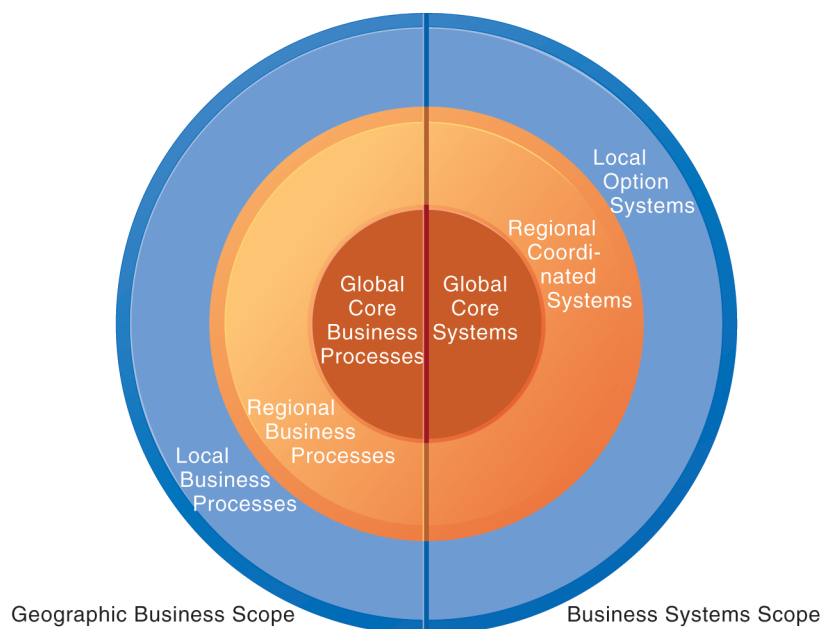 Local
Option
Systems
Regional
Coordi-
nated
Systems
Global
Core
Business
Processes
Global
Core
Systems
Regional
Business
Processes
Local
Business
Processes
Geographic Business Scope
Business Systems Scope